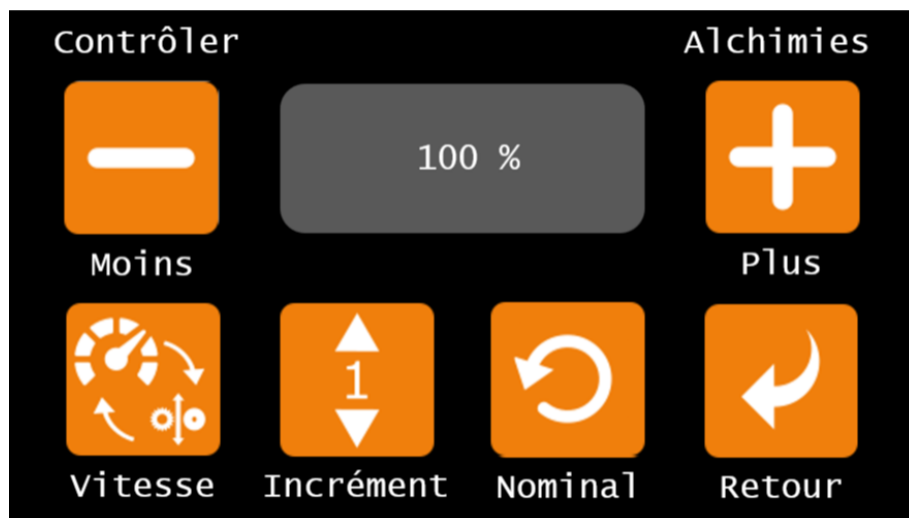 Contrôler
Alchimies
100 %
Moins
Plus
1
Vitesse
Incrément
Nominal
Retour